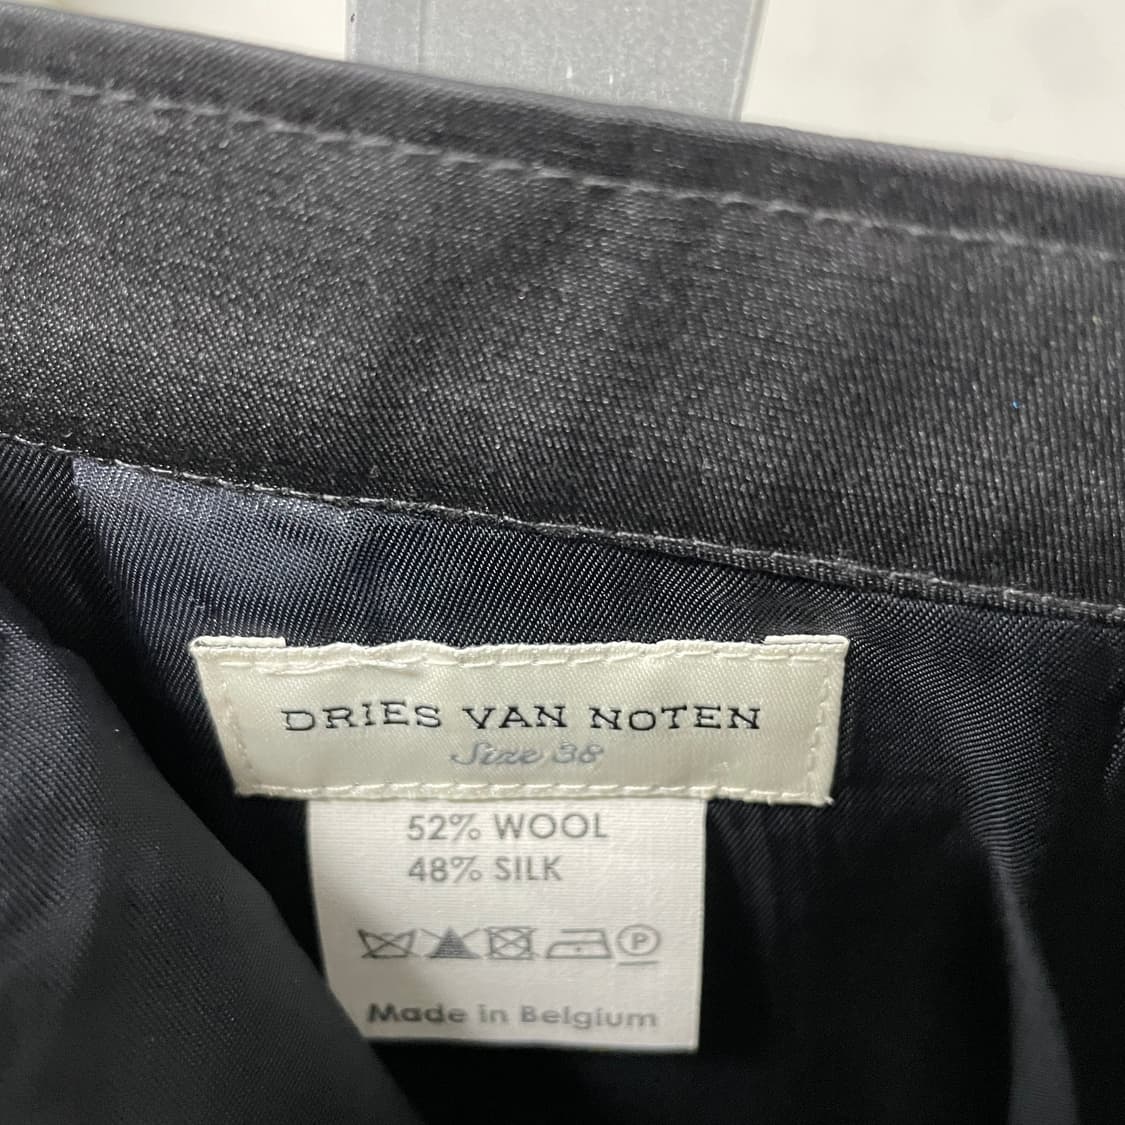 DRIES VAN NOTEN
Size 38
52% WOOL
48% SILK
P
Made in Belgium